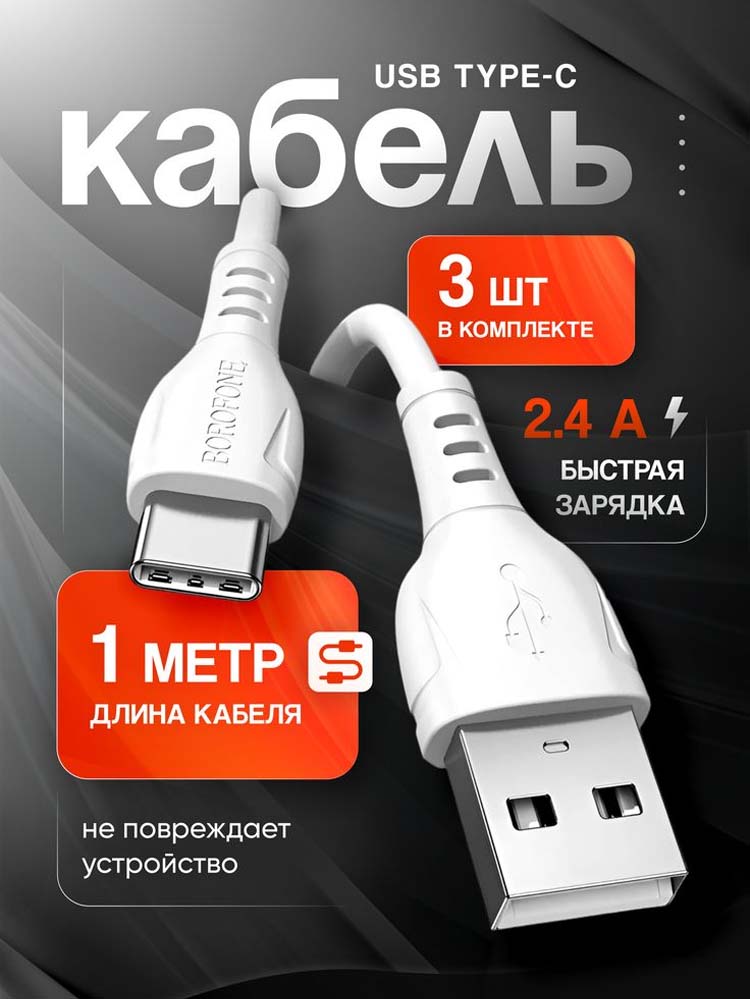 USB TYPE-C
кабель
3 ШТ
В КОМПЛЕКТЕ
BOROFONE
2.4 А
БЫСТРАЯ
ЗАРЯДКА
1 МЕТР
ДЛИНА КАБЕЛЯ
не повреждает
устройство